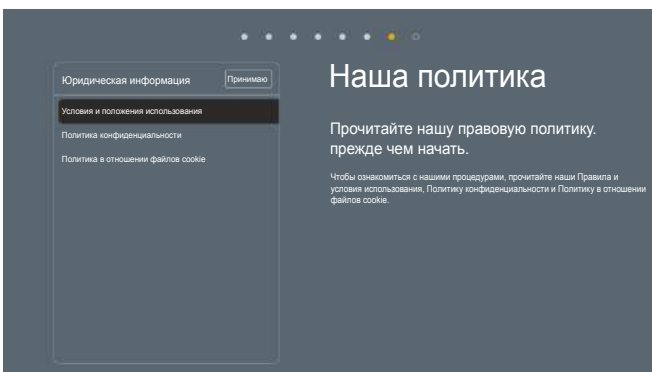 Юридическая информация
Принимаю
Условия и положения использования
Политика конфиденциальности
Политика в отношении файлов cookie
Наша политика
Прочитайте нашу правовую политику.
прежде чем начать.
Чтобы ознакомиться с нашими процедурами, прочитайте наши Правила и
условия использования, Политику конфиденциальности и Политику в отношении
файлов cookie.